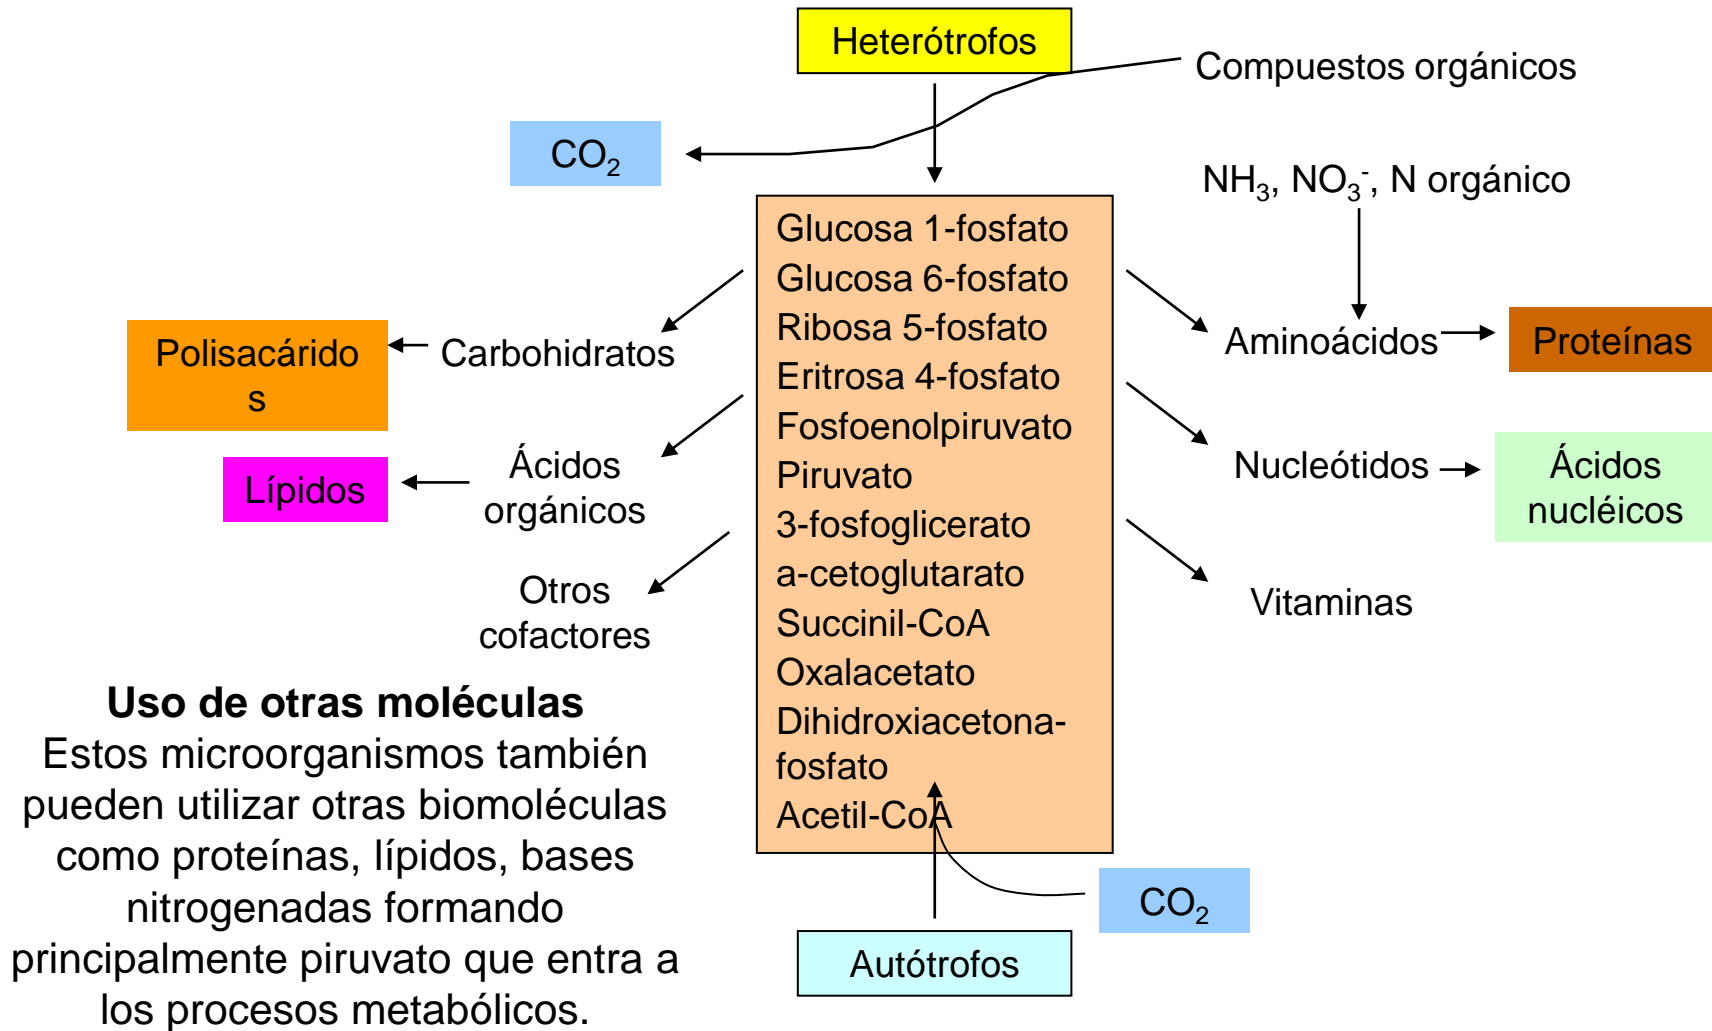 Heterótrofos
Compuestos orgánicos
CO₂
NH₃, NO₃⁻, N orgánico
Glucosa 1-fosfato
Glucosa 6-fosfato
Ribosa 5-fosfato
Eritrosa 4-fosfato
Fosfoenolpiruvato
Piruvato
3-fosfoglicerato
a-cetoglutarato
Succinil-CoA
Oxalacetato
Dihidroxiacetona-
fosfato
Acetil-CoA
Polisacárido
s
Carbohidratos
Lípidos
Ácidos
orgánicos
Otros
cofactores
Aminoácidos
Proteínas
Nucleótidos
Ácidos
nucléicos
Vitaminas
Uso de otras moléculas
Estos microorganismos también
pueden utilizar otras biomoléculas
como proteínas, lípidos, bases
nitrogenadas formando
principalmente piruvato que entra a
los procesos metabólicos.
CO₂
Autótrofos